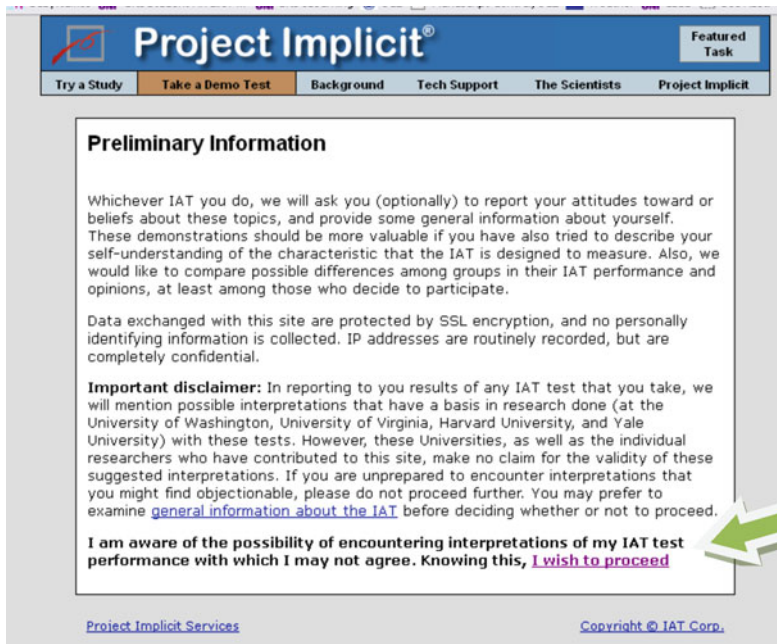 Project Implicit®
Featured
Task
Try a Study Take a Demo Test Background Tech Support The Scientists Project Implicit
Preliminary Information
Whichever IAT you do, we will ask you (optionally) to report your attitudes toward or
beliefs about these topics, and provide some general information about yourself.
These demonstrations should be more valuable if you have also tried to describe your
self-understanding of the characteristic that the IAT is designed to measure. Also, we
would like to compare possible differences among groups in their IAT performance and
opinions, at least among those who decide to participate.
Data exchanged with this site are protected by SSL encryption, and no personally
identifying information is collected. IP addresses are routinely recorded, but are
completely confidential.
Important disclaimer: In reporting to you results of any IAT test that you take, we
will mention possible interpretations that have a basis in research done (at the
University of Washington, University of Virginia, Harvard University, and Yale
University) with these tests. However, these Universities, as well as the individual
researchers who have contributed to this site, make no claim for the validity of these
suggested interpretations. If you are unprepared to encounter interpretations that
you might find objectionable, please do not proceed further. You may prefer to
examine general information about the IAT before deciding whether or not to proceed.
I am aware of the possibility of encountering interpretations of my IAT test
performance with which I may not agree. Knowing this, I wish to proceed
Project Implicit Services Copyright © IAT Corp.